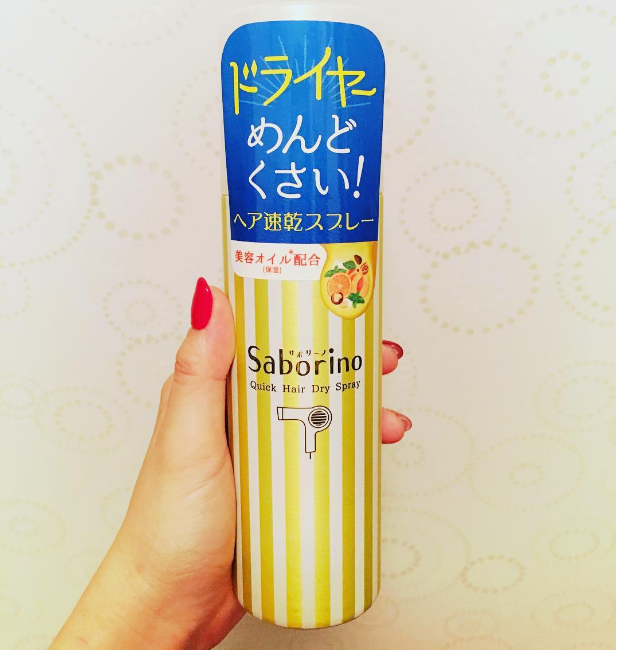 ドライヤー
めんど
くさい!
ヘア速乾スプレー
美容オイル*配合
(保湿)
サボリーノ
Saborino
Quick Hair Dry Spray